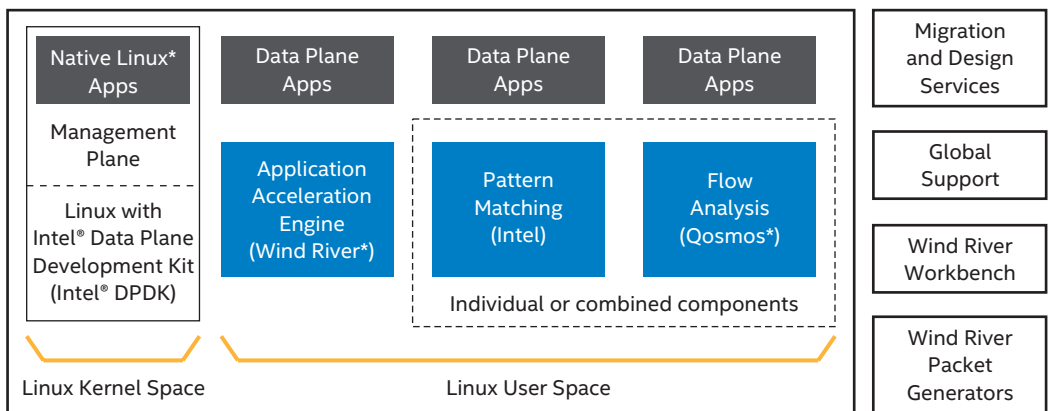 Native Linux*
Apps
Management
Plane
Linux with
Intel® Data Plane
Development Kit
(Intel® DPDK)
Linux Kernel Space
Data Plane
Apps
Application
Acceleration
Engine
(Wind River*)
Data Plane
Apps
Pattern
Matching
(Intel)
Data Plane
Apps
Flow
Analysis
(Qosmos*)
Individual or combined components
Linux User Space
Migration
and Design
Services
Global
Support
Wind River
Workbench
Wind River
Packet
Generators